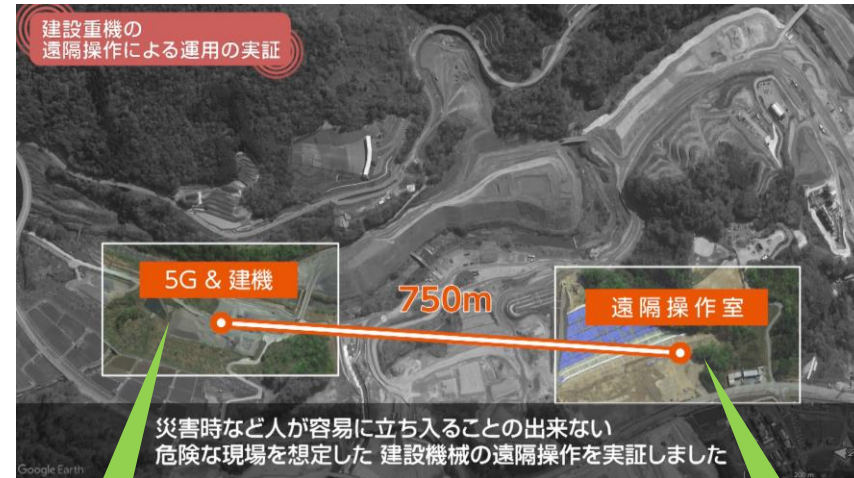 建設重機の
遠隔操作による運用の実証
5G & 建機
750m
遠隔操作室
災害時など人が容易に立ち入ることの出来ない
危険な現場を想定した 建設機械の遠隔操作を実証しました
Google Earth
200 m